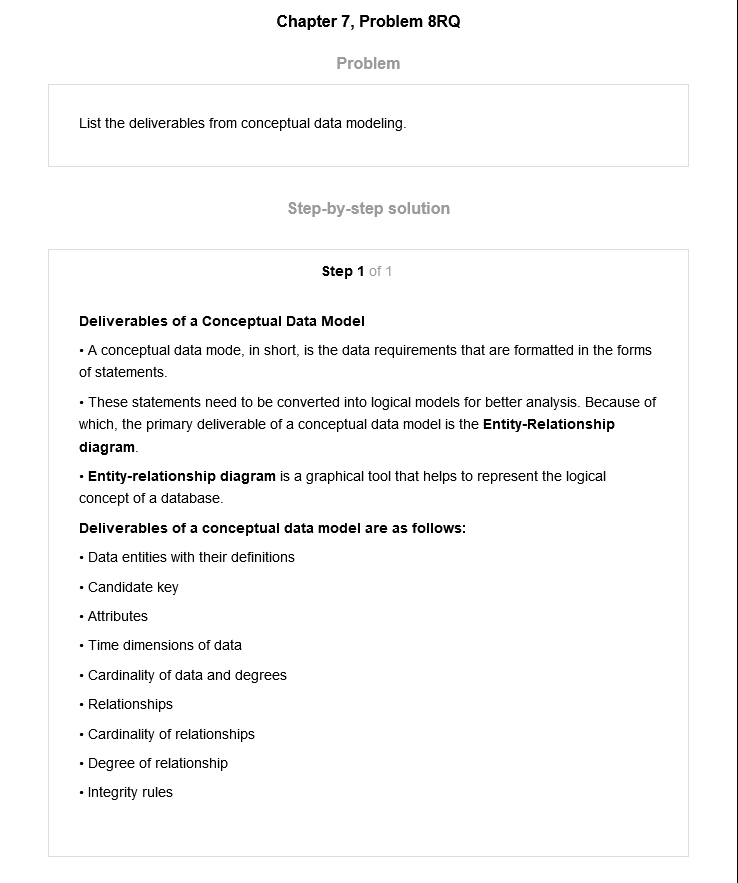 Chapter 7, Problem 8RQ
Problem
List the deliverables from conceptual data modeling.
Step-by-step solution
Step 1 of 1
Deliverables of a Conceptual Data Model
• A conceptual data mode, in short, is the data requirements that are formatted in the forms
of statements.
• These statements need to be converted into logical models for better analysis. Because of
which, the primary deliverable of a conceptual data model is the Entity-Relationship
diagram.
• Entity-relationship diagram is a graphical tool that helps to represent the logical
concept of a database.
Deliverables of a conceptual data model are as follows:
• Data entities with their definitions
• Candidate key
• Attributes
• Time dimensions of data
• Cardinality of data and degrees
• Relationships
• Cardinality of relationships
• Degree of relationship
• Integrity rules